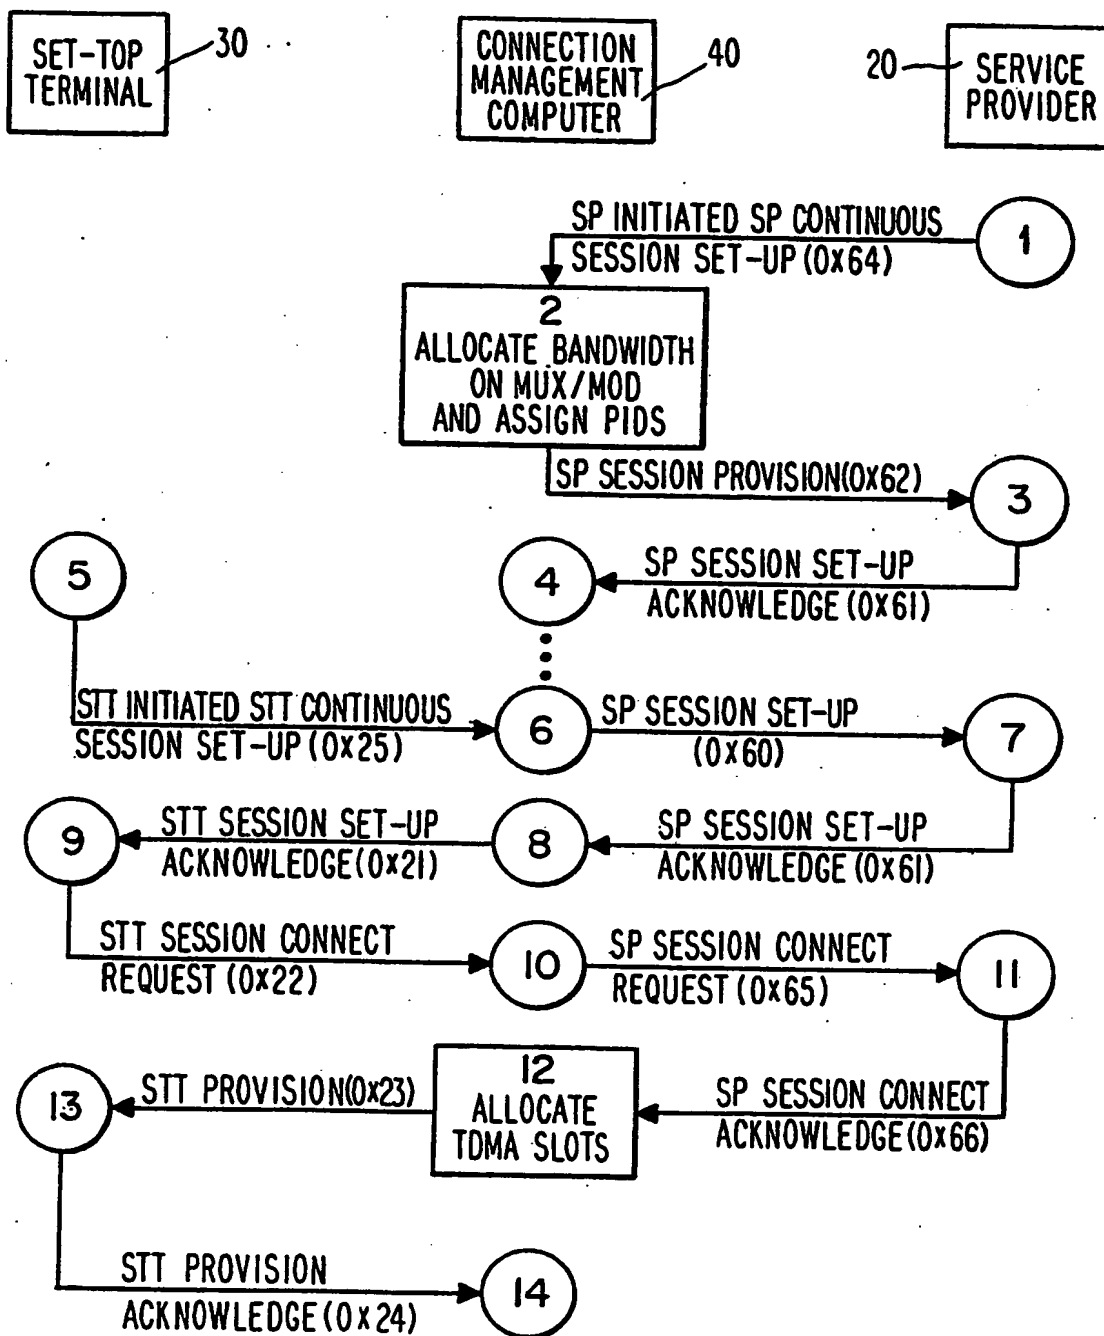 SET-TOP
TERMINAL
30
CONNECTION
MANAGEMENT
COMPUTER
40
20
SERVICE
PROVIDER
SP INITIATED SP CONTINUOUS
SESSION SET-UP (0X64)
1
2
ALLOCATE BANDWIDTH
ON MUX/MOD
AND ASSIGN PIDS
SP SESSION PROVISION(0X62)
3
5
4
SP SESSION SET-UP
ACKNOWLEDGE (0X61)
STT INITIATED STT CONTINUOUS
SESSION SET-UP (0X25)
6
SP SESSION SET-UP
(0X60)
7
9
STT SESSION SET-UP
ACKNOWLEDGE(0X21)
8
SP SESSION SET-UP
ACKNOWLEDGE (0X61)
STT SESSION CONNECT
REQUEST (0X22)
10
SP SESSION CONNECT
REQUEST (0X65)
11
13
STT PROVISION(0X23)
12
ALLOCATE
TDMA SLOTS
SP SESSION CONNECT
ACKNOWLEDGE(0X66)
STT PROVISION
ACKNOWLEDGE(0X24)
14